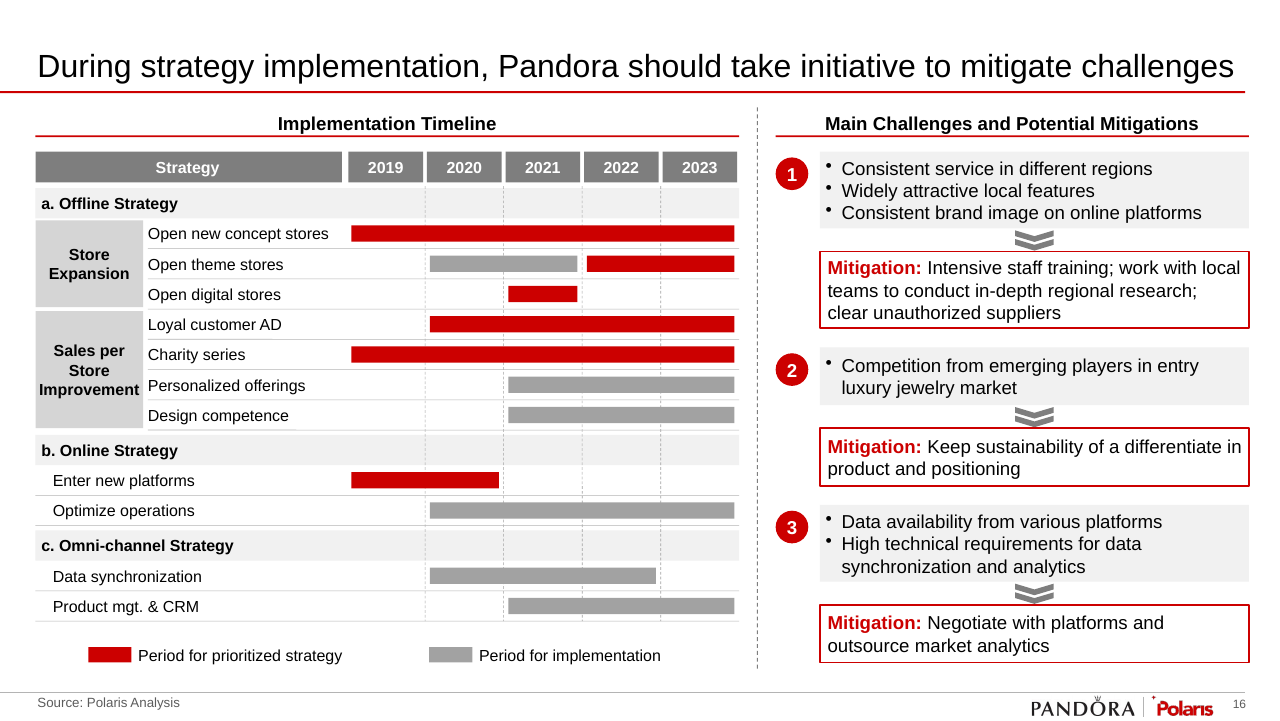 During strategy implementation, Pandora should take initiative to mitigate challenges
Implementation Timeline
Strategy 2019 2020 2021 2022 2023
a. Offline Strategy
Store
Expansion
Open new concept stores
Open theme stores
Open digital stores
Sales per
Store
Improvement
Loyal customer AD
Charity series
Personalized offerings
Design competence
b. Online Strategy
Enter new platforms
Optimize operations
c. Omni-channel Strategy
Data synchronization
Product mgt. & CRM
Period for prioritized strategy
Period for implementation
Main Challenges and Potential Mitigations
1
• Consistent service in different regions
• Widely attractive local features
• Consistent brand image on online platforms
Mitigation: Intensive staff training; work with local
teams to conduct in-depth regional research;
clear unauthorized suppliers
2
• Competition from emerging players in entry
luxury jewelry market
Mitigation: Keep sustainability of a differentiate in
product and positioning
3
• Data availability from various platforms
• High technical requirements for data
synchronization and analytics
Mitigation: Negotiate with platforms and
outsource market analytics
Source: Polaris Analysis
PANDÖRA
Polaris
16